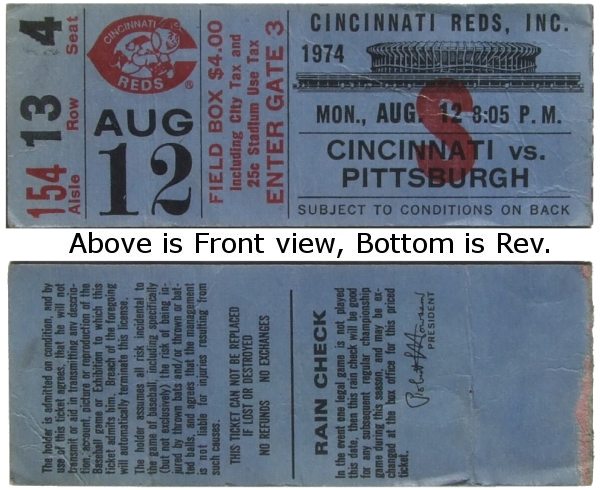 4
Seat
13
Row
154
Aisle
CINCINNATI
REDS
AUG
12
FIELD BOX $4.00
Including City Tax and
25c Stadium Use Tax
ENTER GATE 3
CINCINNATI REDS, INC.
1974
MON., AUG. 12 8:05 P. M.
S
CINCINNATI vs.
PITTSBURGH
SUBJECT TO CONDITIONS ON BACK
Above is Front view, Bottom is Rev.
The holder is admitted on condition, and by
use of this ticket agrees, that he will not
transmit or aid in transmitting any descrip-
tion, account, picture or reproduction of the
Baseball game or Exhibition to which this
ticket admits him. Breach of the foregoing
will automatically terminate this license.
The holder assumes all risk incidental to
the game of baseball, including specifically
(but not exclusively) the risk of being in-
jured by thrown bats and/or thrown or bat-
ted balls, and agrees that the management
is not liable for injuries resulting from
such causes.
THIS TICKET CAN NOT BE REPLACED
IF LOST OR DESTROYED
NO REFUNDS NO EXCHANGES
RAIN CHECK
In the event one legal game is not played
this date, then this rain check will be good
for any subsequent regular championship
game during this season, and may be ex-
changed at the box office for this priced
ticket.
PRESIDENT